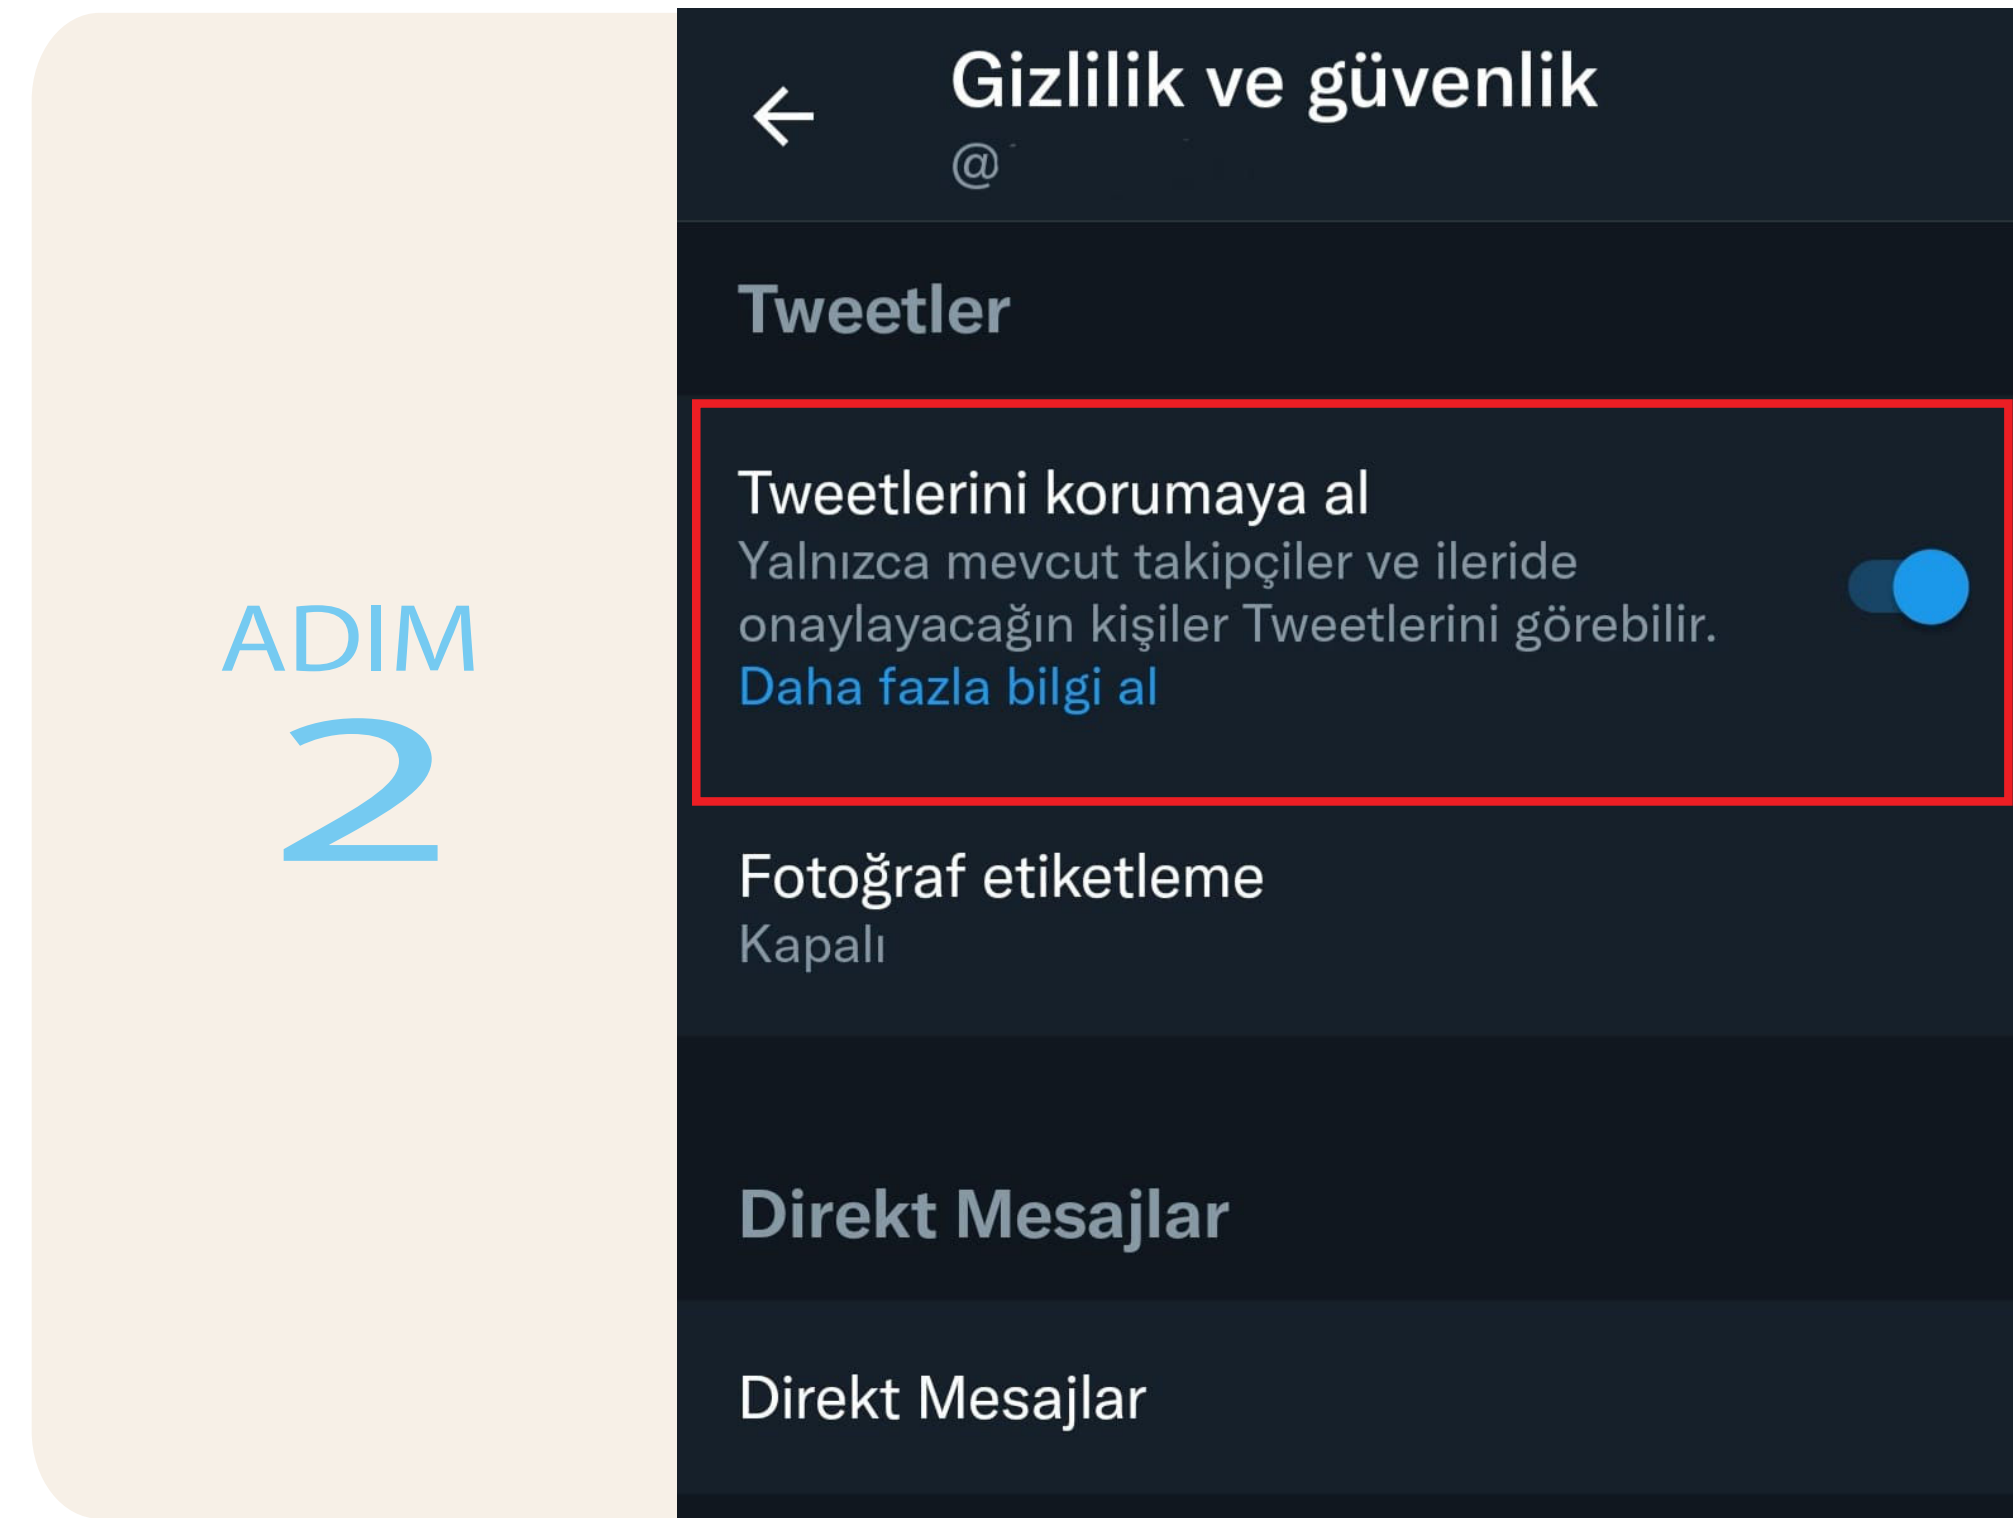 ADIM
2
Gizlilik ve güvenlik
@
Tweetler
Tweetlerini korumaya al
Yalnızca mevcut takipçiler ve ileride
onaylayacağın kişiler Tweetlerini görebilir.
Daha fazla bilgi al
Fotoğraf etiketleme
Kapalı
Direkt Mesajlar
Direkt Mesajlar